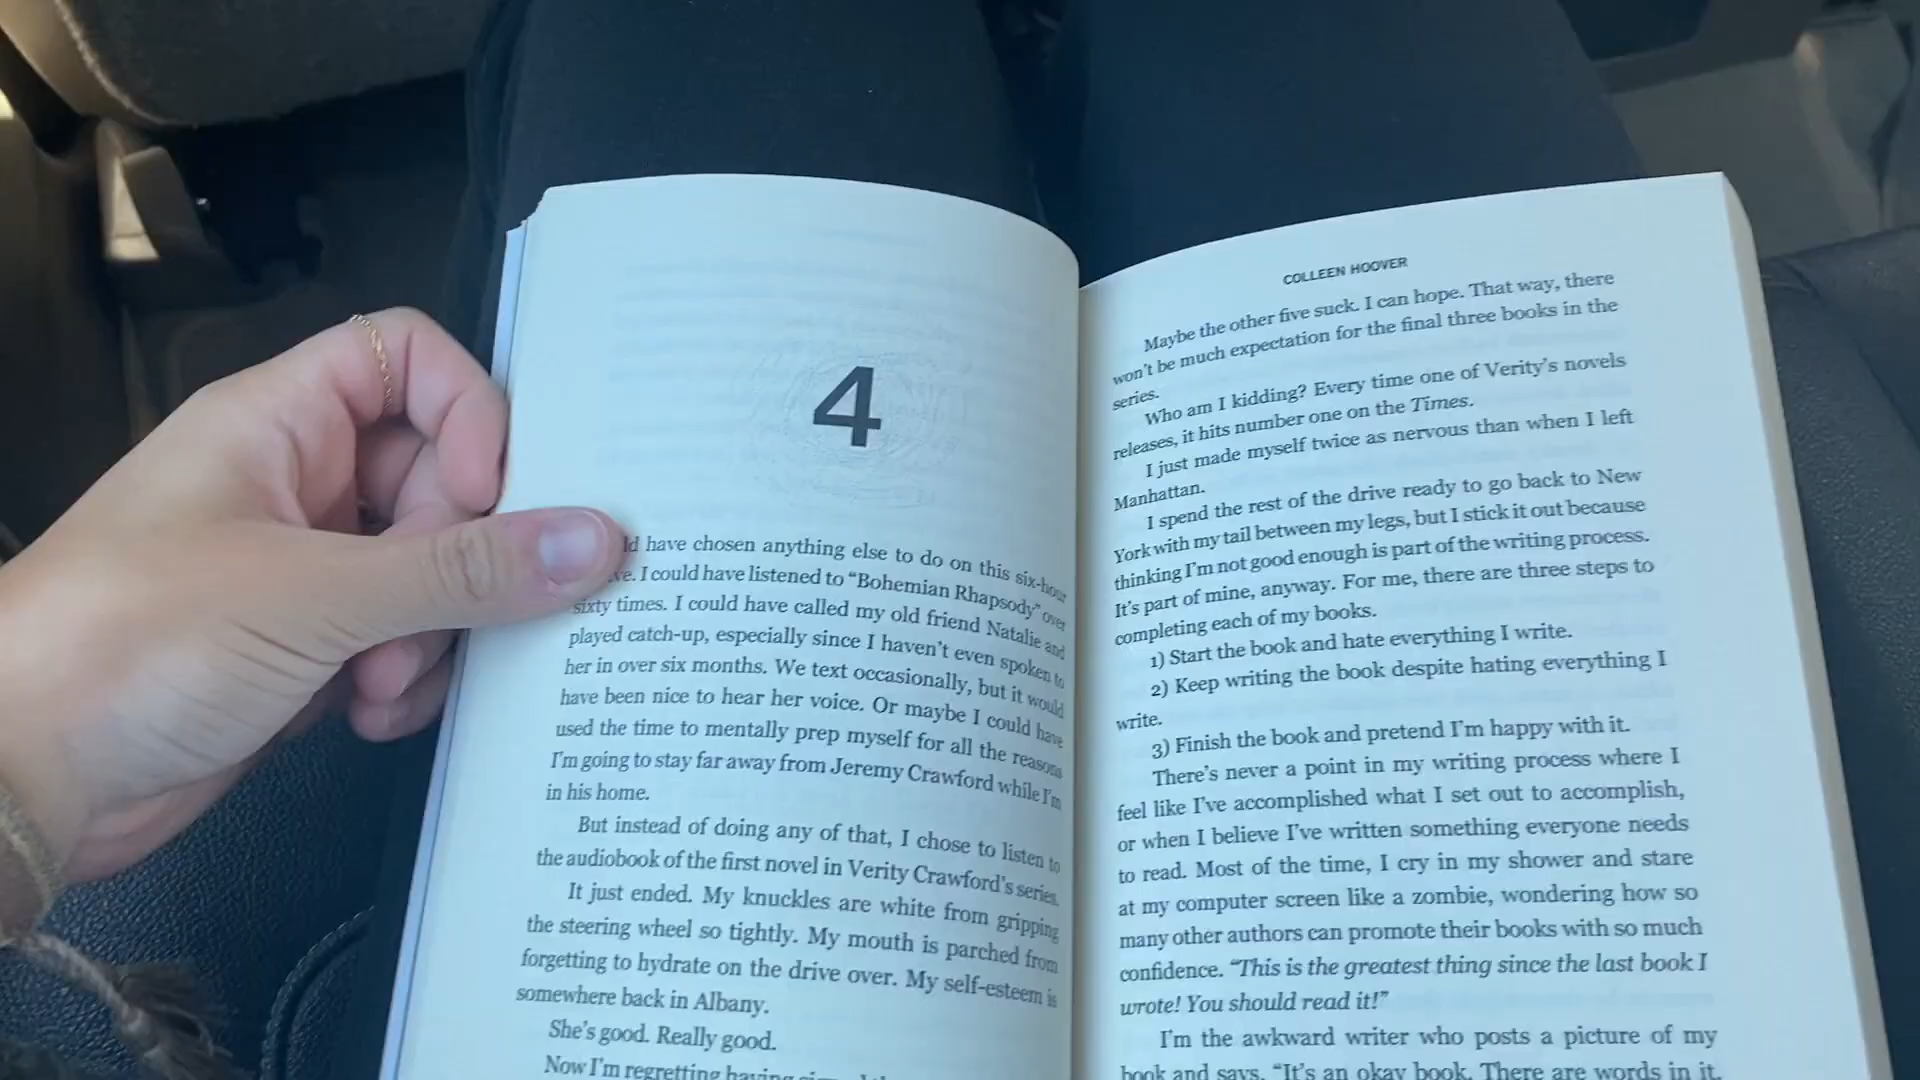 4
have chosen anything else to do on this six-hour
I could have listened to “Bohemian Rhapsody” over
sixty times. I could have called my old friend Natalie and
played catch-up, especially since I haven’t even spoken to
her in over six months. We text occasionally, but it would
have been nice to hear her voice. Or maybe I could have
used the time to mentally prep myself for all the reasons
I’m going to stay far away from Jeremy Crawford while I’m
in his home.
But instead of doing any of that, I chose to listen to
the audiobook of the first novel in Verity Crawford’s series.
It just ended. My knuckles are white from gripping
the steering wheel so tightly. My mouth is parched from
forgetting to hydrate on the drive over. My self-esteem is
somewhere back in Albany.
She’s good. Really good.
Now I’m regretting having
COLLEEN HOOVER
Maybe the other five suck. I can hope. That way, there
won’t be much expectation for the final three books in the
series.
Who am I kidding? Every time one of Verity’s novels
releases, it hits number one on the Times.
I just made myself twice as nervous than when I left
Manhattan.
I spend the rest of the drive ready to go back to New
York with my tail between my legs, but I stick it out because
thinking I’m not good enough is part of the writing process.
It’s part of mine, anyway. For me, there are three steps to
completing each of my books.
1) Start the book and hate everything I write.
2) Keep writing the book despite hating everything I
write.
3) Finish the book and pretend I’m happy with it.
There’s never a point in my writing process where I
feel like I’ve accomplished what I set out to accomplish,
or when I believe I’ve written something everyone needs
to read. Most of the time, I cry in my shower and stare
at my computer screen like a zombie, wondering how so
many other authors can promote their books with so much
confidence. “This is the greatest thing since the last book I
wrote! You should read it!”
I’m the awkward writer who posts a picture of my
book and says, “It’s an okay book. There are words in it.